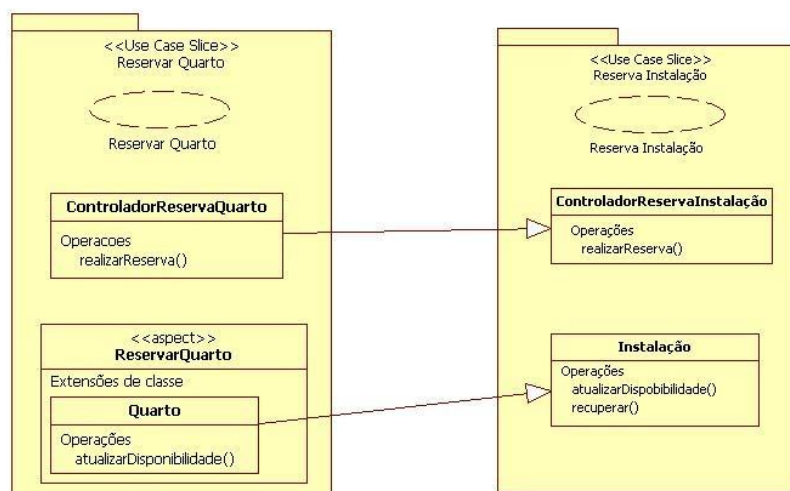 <<Use Case Slice>>
Reservar Quarto
Reservar Quarto
ControladorReservaQuarto
Operacoes
realizarReserva()
<<aspect>>
ReservarQuarto
Extensões de classe
Quarto
Operações
atualizarDisponibilidade()
<<Use Case Slice>>
Reserva Instalação
Reserva Instalação
ControladorReservaInstalação
Operações
realizarReserva()
Instalação
Operações
atualizarDispobibilidade()
recuperar()